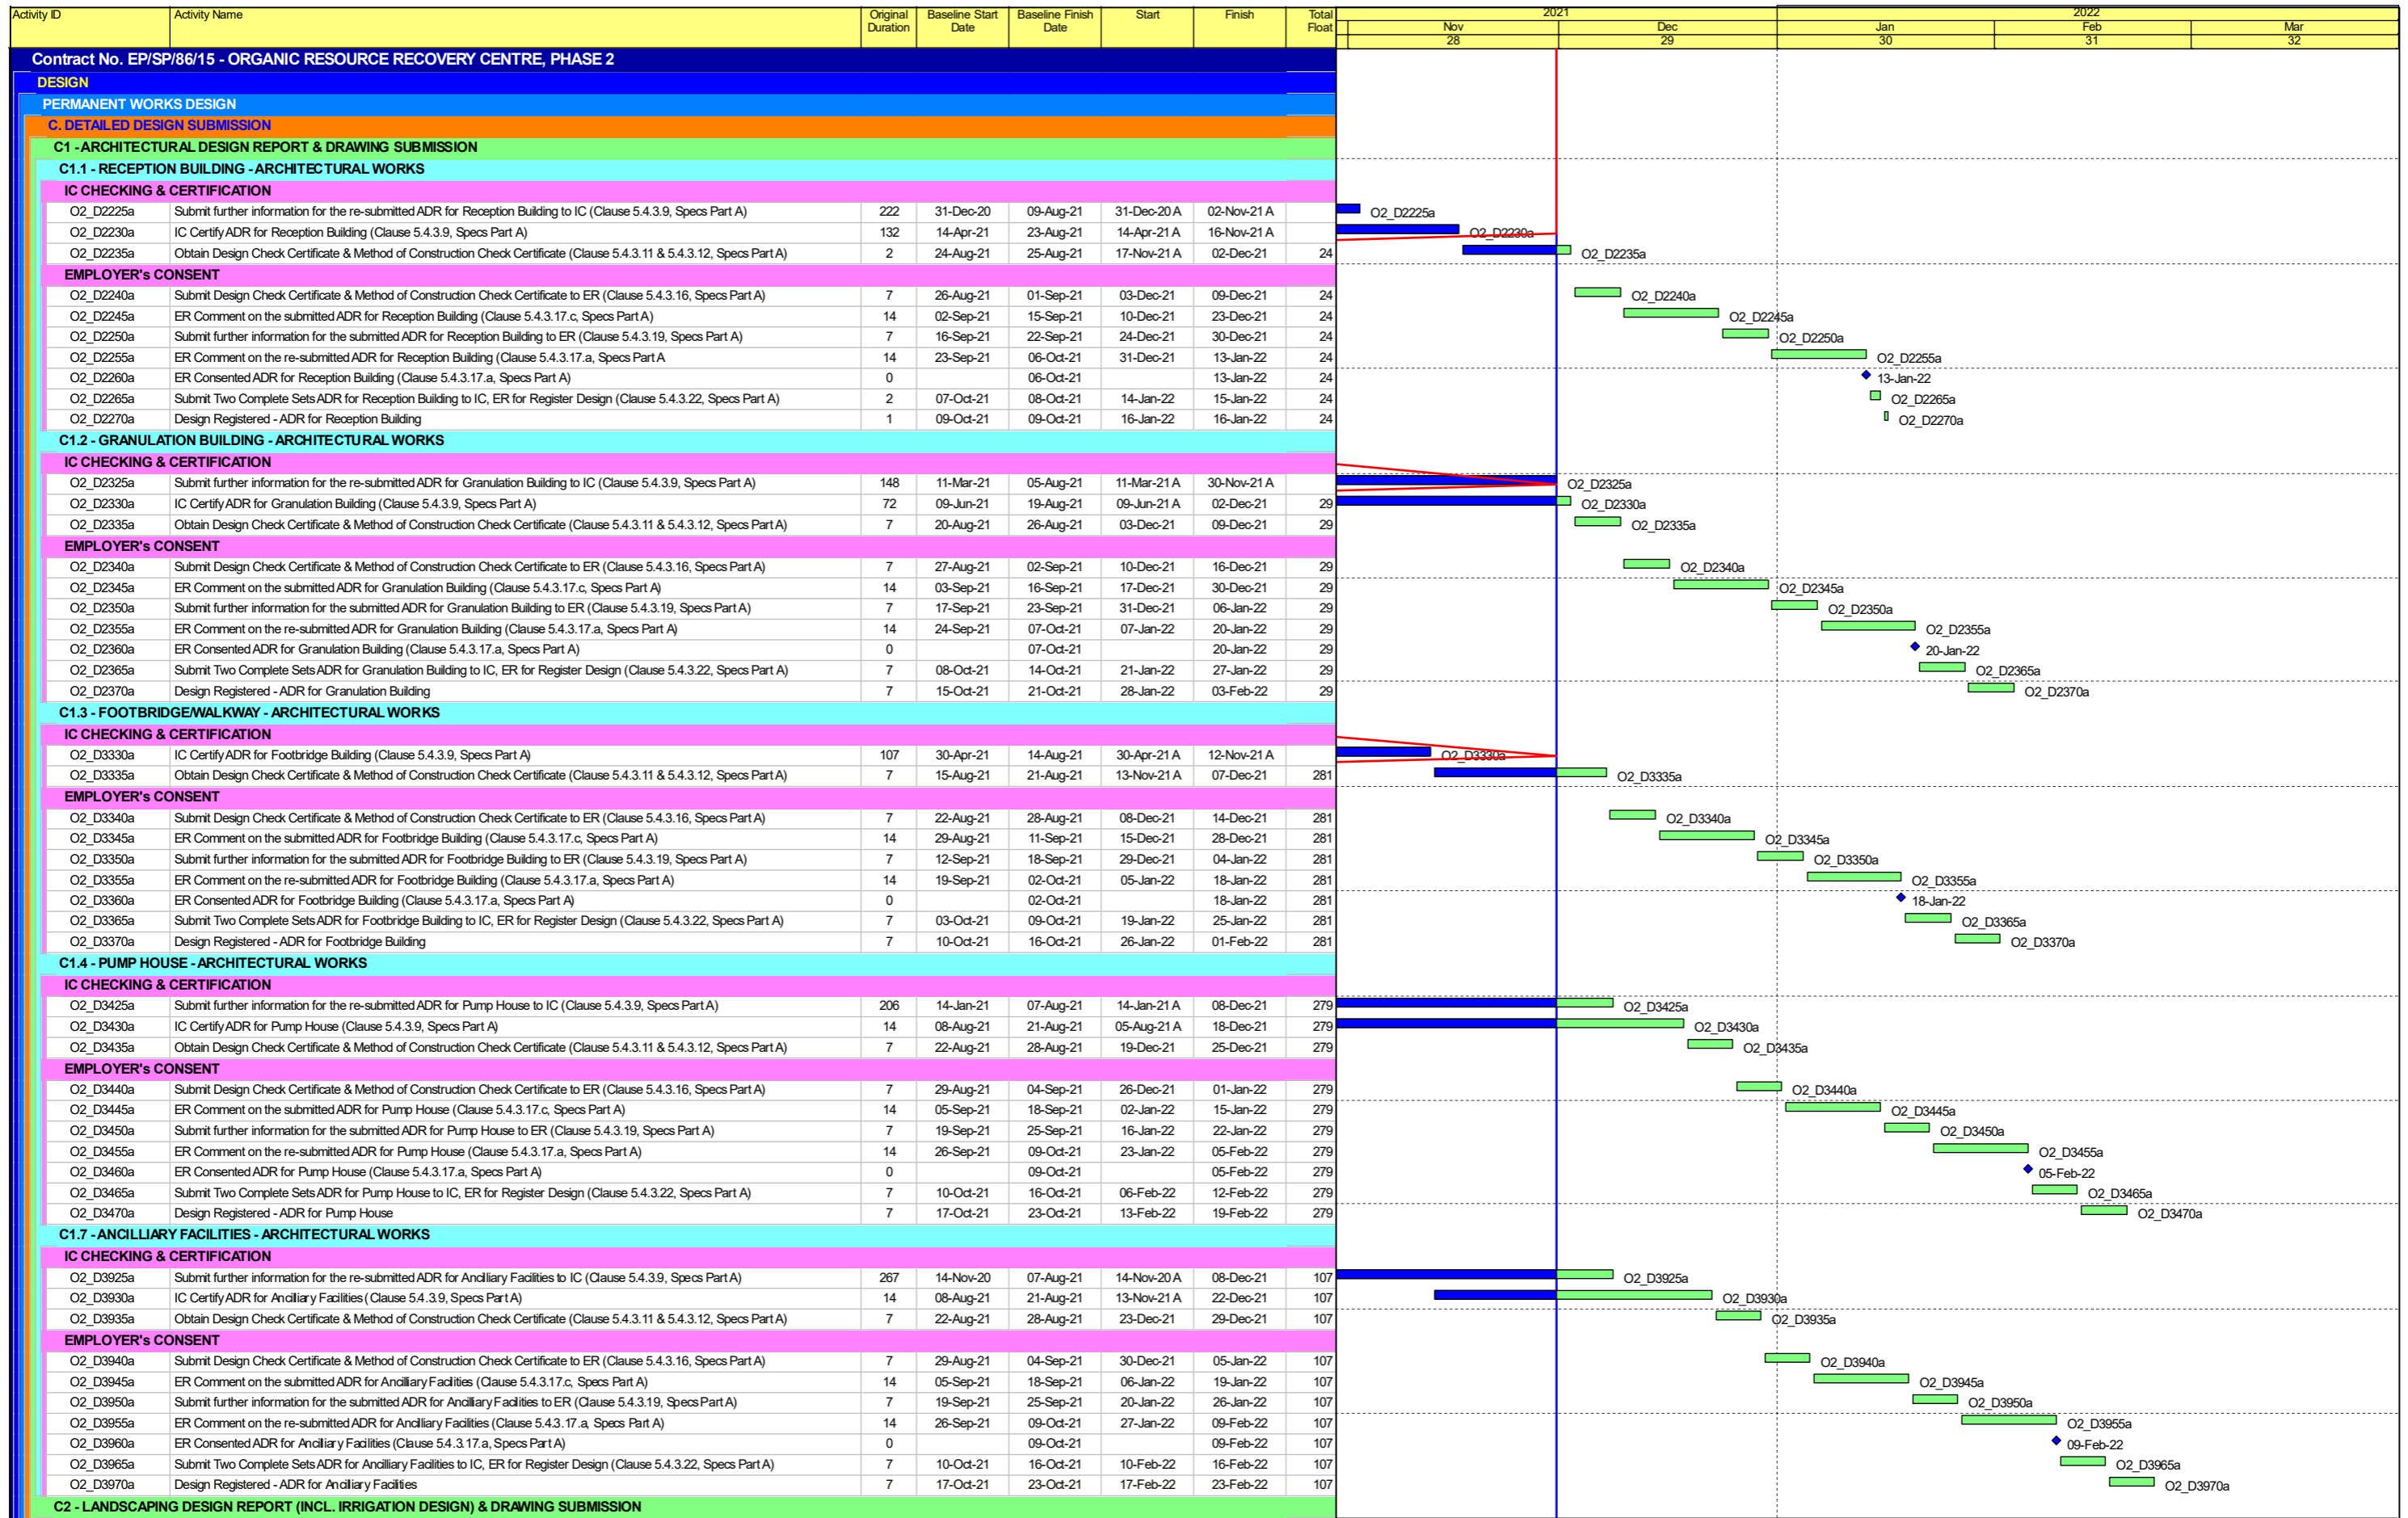 Activity ID Activity Name Original Duration Baseline Start Date Baseline Finish Date Start Finish Total Float 2021 2022
Nov Dec Jan Feb Mar
28 29 30 31 32
Contract No. EP/SP/86/15 - ORGANIC RESOURCE RECOVERY CENTRE, PHASE 2
DESIGN
PERMANENT WORKS DESIGN
C. DETAILED DESIGN SUBMISSION
C1 - ARCHITECTURAL DESIGN REPORT & DRAWING SUBMISSION
C1.1 - RECEPTION BUILDING - ARCHITECTURAL WORKS
IC CHECKING & CERTIFICATION
O2_D2225a Submit further information for the re-submitted ADR for Reception Building to IC (Clause 5.4.3.9, Specs Part A) 222 31-Dec-20 09-Aug-21 31-Dec-20 A 02-Nov-21 A O2_D2225a
O2_D2230a IC Certify ADR for Reception Building (Clause 5.4.3.9, Specs Part A) 132 14-Apr-21 23-Aug-21 14-Apr-21 A 16-Nov-21 A O2_D2230a
O2_D2235a Obtain Design Check Certificate & Method of Construction Check Certificate (Clause 5.4.3.11 & 5.4.3.12, Specs Part A) 2 24-Aug-21 25-Aug-21 17-Nov-21 A 02-Dec-21 24 O2_D2235a
EMPLOYER's CONSENT
O2_D2240a Submit Design Check Certificate & Method of Construction Check Certificate to ER (Clause 5.4.3.16, Specs Part A) 7 26-Aug-21 01-Sep-21 03-Dec-21 09-Dec-21 24 O2_D2240a
O2_D2245a ER Comment on the submitted ADR for Reception Building (Clause 5.4.3.17.c, Specs Part A) 14 02-Sep-21 15-Sep-21 10-Dec-21 23-Dec-21 24 O2_D2245a
O2_D2250a Submit further information for the submitted ADR for Reception Building to ER (Clause 5.4.3.19, Specs Part A) 7 16-Sep-21 22-Sep-21 24-Dec-21 30-Dec-21 24 O2_D2250a
O2_D2255a ER Comment on the re-submitted ADR for Reception Building (Clause 5.4.3.17.a, Specs Part A 14 23-Sep-21 06-Oct-21 31-Dec-21 13-Jan-22 24 O2_D2255a
O2_D2260a ER Consented ADR for Reception Building (Clause 5.4.3.17.a, Specs Part A) 0 06-Oct-21 13-Jan-22 24 13-Jan-22
O2_D2265a Submit Two Complete Sets ADR for Reception Building to IC, ER for Register Design (Clause 5.4.3.22, Specs Part A) 2 07-Oct-21 08-Oct-21 14-Jan-22 15-Jan-22 24 O2_D2265a
O2_D2270a Design Registered - ADR for Reception Building 1 09-Oct-21 09-Oct-21 16-Jan-22 16-Jan-22 24 O2_D2270a
C1.2 - GRANULATION BUILDING - ARCHITECTURAL WORKS
IC CHECKING & CERTIFICATION
O2_D2325a Submit further information for the re-submitted ADR for Granulation Building to IC (Clause 5.4.3.9, Specs Part A) 148 11-Mar-21 05-Aug-21 11-Mar-21 A 30-Nov-21 A O2_D2325a
O2_D2330a IC Certify ADR for Granulation Building (Clause 5.4.3.9, Specs Part A) 72 09-Jun-21 19-Aug-21 09-Jun-21 A 02-Dec-21 29 O2_D2330a
O2_D2335a Obtain Design Check Certificate & Method of Construction Check Certificate (Clause 5.4.3.11 & 5.4.3.12, Specs Part A) 7 20-Aug-21 26-Aug-21 03-Dec-21 09-Dec-21 29 O2_D2335a
EMPLOYER's CONSENT
O2_D2340a Submit Design Check Certificate & Method of Construction Check Certificate to ER (Clause 5.4.3.16, Specs Part A) 7 27-Aug-21 02-Sep-21 10-Dec-21 16-Dec-21 29 O2_D2340a
O2_D2345a ER Comment on the submitted ADR for Granulation Building (Clause 5.4.3.17.c, Specs Part A) 14 03-Sep-21 16-Sep-21 17-Dec-21 30-Dec-21 29 O2_D2345a
O2_D2350a Submit further information for the submitted ADR for Granulation Building to ER (Clause 5.4.3.19, Specs Part A) 7 17-Sep-21 23-Sep-21 31-Dec-21 06-Jan-22 29 O2_D2350a
O2_D2355a ER Comment on the re-submitted ADR for Granulation Building (Clause 5.4.3.17.a, Specs Part A) 14 24-Sep-21 07-Oct-21 07-Jan-22 20-Jan-22 29 O2_D2355a
O2_D2360a ER Consented ADR for Granulation Building (Clause 5.4.3.17.a, Specs Part A) 0 07-Oct-21 20-Jan-22 29 20-Jan-22
O2_D2365a Submit Two Complete Sets ADR for Granulation Building to IC, ER for Register Design (Clause 5.4.3.22, Specs Part A) 7 08-Oct-21 14-Oct-21 21-Jan-22 27-Jan-22 29 O2_D2365a
O2_D2370a Design Registered - ADR for Granulation Building 7 15-Oct-21 21-Oct-21 28-Jan-22 03-Feb-22 29 O2_D2370a
C1.3 - FOOTBRIDGE/WALKWAY - ARCHITECTURAL WORKS
IC CHECKING & CERTIFICATION
O2_D3330a IC Certify ADR for Footbridge Building (Clause 5.4.3.9, Specs Part A) 107 30-Apr-21 14-Aug-21 30-Apr-21 A 12-Nov-21 A O2_D3330a
O2_D3335a Obtain Design Check Certificate & Method of Construction Check Certificate (Clause 5.4.3.11 & 5.4.3.12, Specs Part A) 7 15-Aug-21 21-Aug-21 13-Nov-21 A 07-Dec-21 281 O2_D3335a
EMPLOYER's CONSENT
O2_D3340a Submit Design Check Certificate & Method of Construction Check Certificate to ER (Clause 5.4.3.16, Specs Part A) 7 22-Aug-21 28-Aug-21 08-Dec-21 14-Dec-21 281 O2_D3340a
O2_D3345a ER Comment on the submitted ADR for Footbridge Building (Clause 5.4.3.17.c, Specs Part A) 14 29-Aug-21 11-Sep-21 15-Dec-21 28-Dec-21 281 O2_D3345a
O2_D3350a Submit further information for the submitted ADR for Footbridge Building to ER (Clause 5.4.3.19, Specs Part A) 7 12-Sep-21 18-Sep-21 29-Dec-21 04-Jan-22 281 O2_D3350a
O2_D3355a ER Comment on the re-submitted ADR for Footbridge Building (Clause 5.4.3.17.a, Specs Part A) 14 19-Sep-21 02-Oct-21 05-Jan-22 18-Jan-22 281 O2_D3355a
O2_D3360a ER Consented ADR for Footbridge Building (Clause 5.4.3.17.a, Specs Part A) 0 02-Oct-21 18-Jan-22 281 18-Jan-22
O2_D3365a Submit Two Complete Sets ADR for Footbridge Building to IC, ER for Register Design (Clause 5.4.3.22, Specs Part A) 7 03-Oct-21 09-Oct-21 19-Jan-22 25-Jan-22 281 O2_D3365a
O2_D3370a Design Registered - ADR for Footbridge Building 7 10-Oct-21 16-Oct-21 26-Jan-22 01-Feb-22 281 O2_D3370a
C1.4 - PUMP HOUSE - ARCHITECTURAL WORKS
IC CHECKING & CERTIFICATION
O2_D3425a Submit further information for the re-submitted ADR for Pump House to IC (Clause 5.4.3.9, Specs Part A) 206 14-Jan-21 07-Aug-21 14-Jan-21 A 08-Dec-21 279 O2_D3425a
O2_D3430a IC Certify ADR for Pump House (Clause 5.4.3.9, Specs Part A) 14 08-Aug-21 21-Aug-21 05-Aug-21 A 18-Dec-21 279 O2_D3430a
O2_D3435a Obtain Design Check Certificate & Method of Construction Check Certificate (Clause 5.4.3.11 & 5.4.3.12, Specs Part A) 7 22-Aug-21 28-Aug-21 19-Dec-21 25-Dec-21 279 O2_D3435a
EMPLOYER's CONSENT
O2_D3440a Submit Design Check Certificate & Method of Construction Check Certificate to ER (Clause 5.4.3.16, Specs Part A) 7 29-Aug-21 04-Sep-21 26-Dec-21 01-Jan-22 279 O2_D3440a
O2_D3445a ER Comment on the submitted ADR for Pump House (Clause 5.4.3.17.c, Specs Part A) 14 05-Sep-21 18-Sep-21 02-Jan-22 15-Jan-22 279 O2_D3445a
O2_D3450a Submit further information for the submitted ADR for Pump House to ER (Clause 5.4.3.19, Specs Part A) 7 19-Sep-21 25-Sep-21 16-Jan-22 22-Jan-22 279 O2_D3450a
O2_D3455a ER Comment on the re-submitted ADR for Pump House (Clause 5.4.3.17.a, Specs Part A) 14 26-Sep-21 09-Oct-21 23-Jan-22 05-Feb-22 279 O2_D3455a
O2_D3460a ER Consented ADR for Pump House (Clause 5.4.3.17.a, Specs Part A) 0 09-Oct-21 05-Feb-22 279 05-Feb-22
O2_D3465a Submit Two Complete Sets ADR for Pump House to IC, ER for Register Design (Clause 5.4.3.22, Specs Part A) 7 10-Oct-21 16-Oct-21 06-Feb-22 12-Feb-22 279 O2_D3465a
O2_D3470a Design Registered - ADR for Pump House 7 17-Oct-21 23-Oct-21 13-Feb-22 19-Feb-22 279 O2_D3470a
C1.7 - ANCILLIARY FACILITIES - ARCHITECTURAL WORKS
IC CHECKING & CERTIFICATION
O2_D3925a Submit further information for the re-submitted ADR for Ancilliary Facilities to IC (Clause 5.4.3.9, Specs Part A) 267 14-Nov-20 07-Aug-21 14-Nov-20 A 08-Dec-21 107 O2_D3925a
O2_D3930a IC Certify ADR for Ancilliary Facilities (Clause 5.4.3.9, Specs Part A) 14 08-Aug-21 21-Aug-21 13-Nov-21 A 22-Dec-21 107 O2_D3930a
O2_D3935a Obtain Design Check Certificate & Method of Construction Check Certificate (Clause 5.4.3.11 & 5.4.3.12, Specs Part A) 7 22-Aug-21 28-Aug-21 23-Dec-21 29-Dec-21 107 O2_D3935a
EMPLOYER's CONSENT
O2_D3940a Submit Design Check Certificate & Method of Construction Check Certificate to ER (Clause 5.4.3.16, Specs Part A) 7 29-Aug-21 04-Sep-21 30-Dec-21 05-Jan-22 107 O2_D3940a
O2_D3945a ER Comment on the submitted ADR for Ancilliary Facilities (Clause 5.4.3.17.c, Specs Part A) 14 05-Sep-21 18-Sep-21 06-Jan-22 19-Jan-22 107 O2_D3945a
O2_D3950a Submit further information for the submitted ADR for Ancilliary Facilities to ER (Clause 5.4.3.19, Specs Part A) 7 19-Sep-21 25-Sep-21 20-Jan-22 26-Jan-22 107 O2_D3950a
O2_D3955a ER Comment on the re-submitted ADR for Ancilliary Facilities (Clause 5.4.3.17.a, Specs Part A) 14 26-Sep-21 09-Oct-21 27-Jan-22 09-Feb-22 107 O2_D3955a
O2_D3960a ER Consented ADR for Ancilliary Facilities (Clause 5.4.3.17.a, Specs Part A) 0 09-Oct-21 09-Feb-22 107 09-Feb-22
O2_D3965a Submit Two Complete Sets ADR for Ancilliary Facilities to IC, ER for Register Design (Clause 5.4.3.22, Specs Part A) 7 10-Oct-21 16-Oct-21 10-Feb-22 16-Feb-22 107 O2_D3965a
O2_D3970a Design Registered - ADR for Ancilliary Facilities 7 17-Oct-21 23-Oct-21 17-Feb-22 23-Feb-22 107 O2_D3970a
C2 - LANDSCAPING DESIGN REPORT (INCL. IRRIGATION DESIGN) & DRAWING SUBMISSION